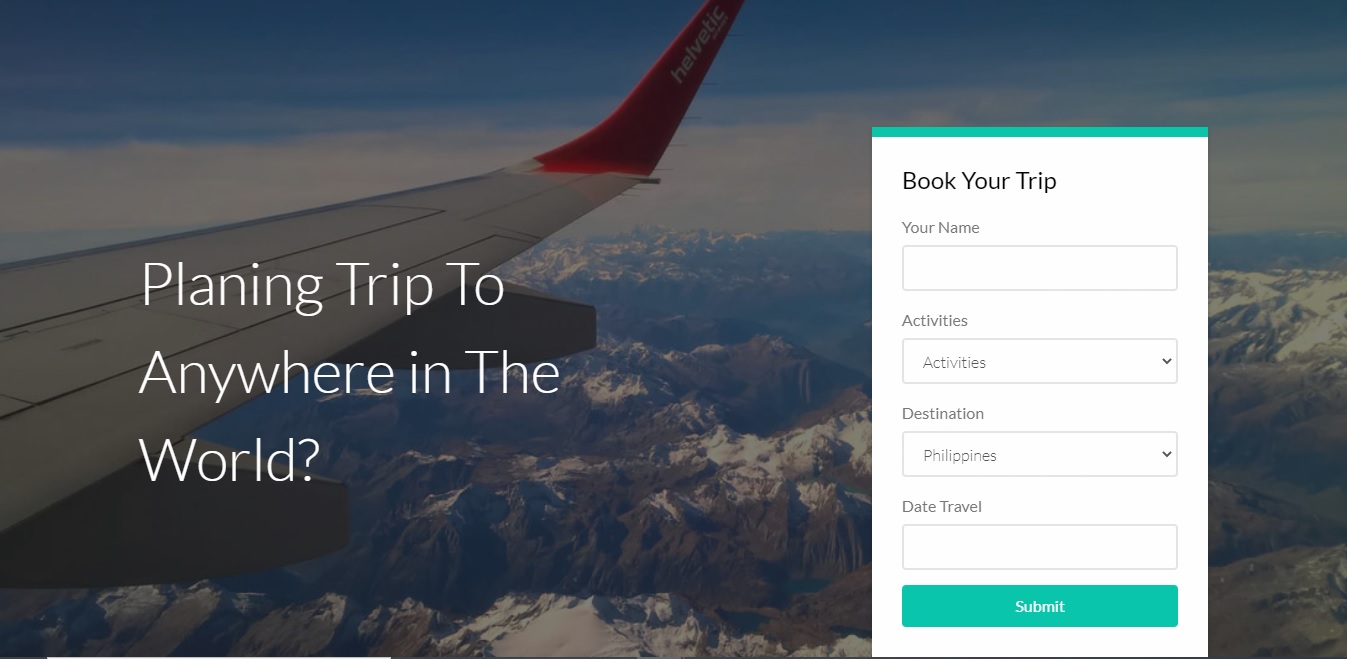 helvetic
Planing Trip To
Anywhere in The
World?
Book Your Trip
Your Name
Activities
Activities
Destination
Philippines
Date Travel
Submit